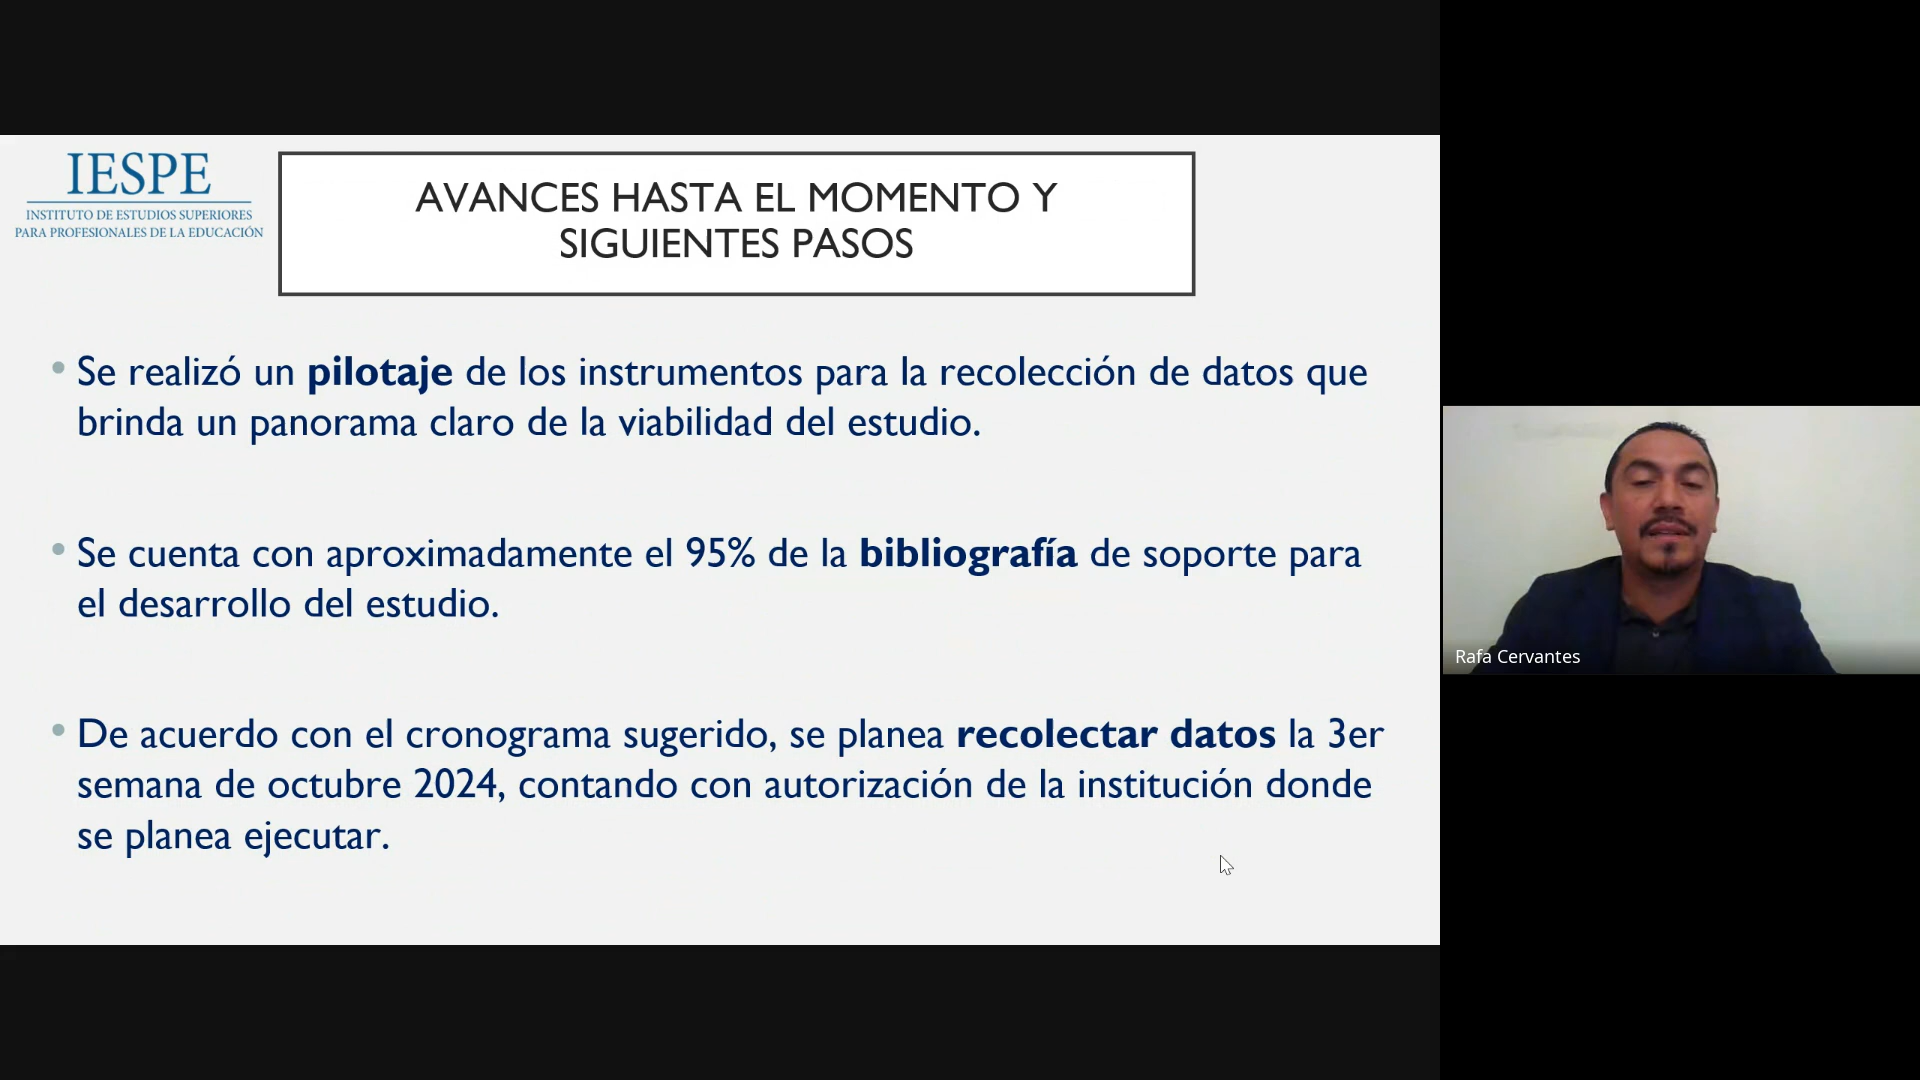 IESPE
INSTITUTO DE ESTUDIOS SUPERIORES
PARA PROFESIONALES DE LA EDUCACIÓN
AVANCES HASTA EL MOMENTO Y
SIGUIENTES PASOS
• Se realizó un pilotaje de los instrumentos para la recolección de datos que
brinda un panorama claro de la viabilidad del estudio.
• Se cuenta con aproximadamente el 95% de la bibliografía de soporte para
el desarrollo del estudio.
• De acuerdo con el cronograma sugerido, se planea recolectar datos la 3er
semana de octubre 2024, contando con autorización de la institución donde
se planea ejecutar.
Rafa Cervantes